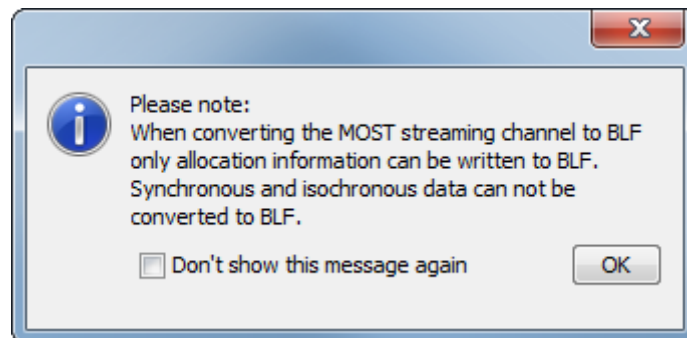 Please note:
When converting the MOST streaming channel to BLF
only allocation information can be written to BLF.
Synchronous and isochronous data can not be
converted to BLF.
Don't show this message again
OK